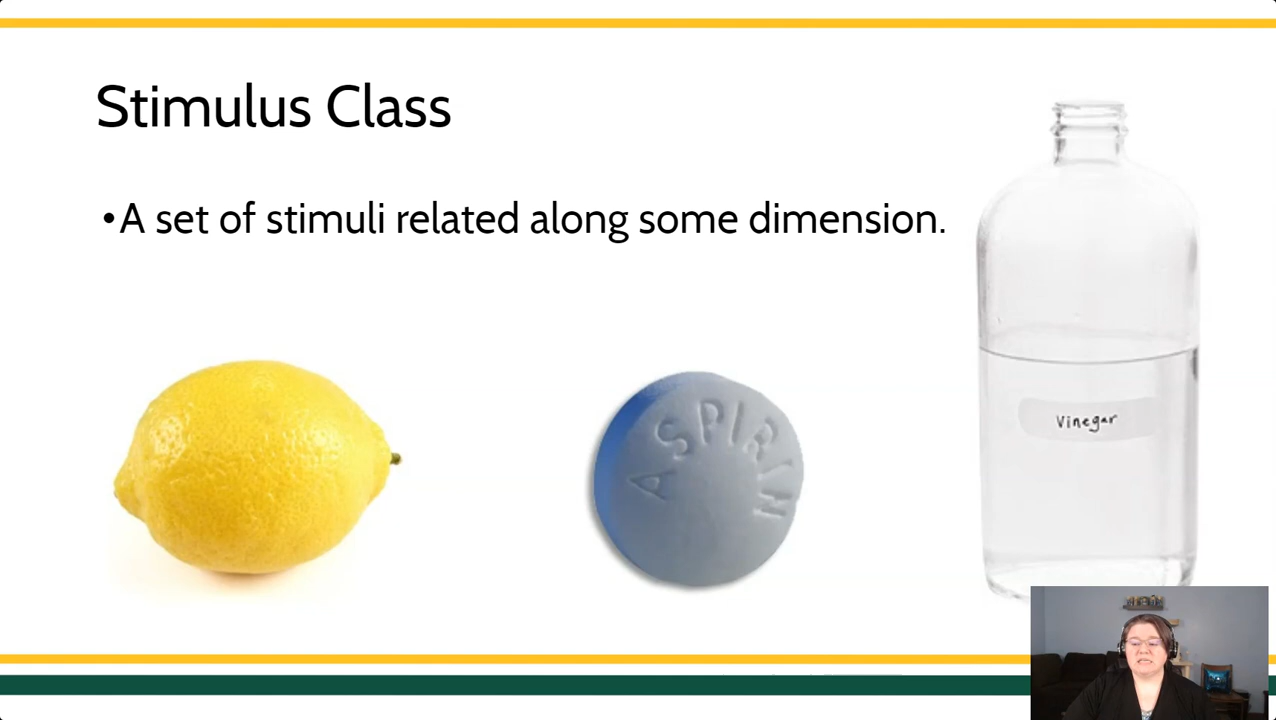 Stimulus Class
•A set of stimuli related along some dimension.
ASPIRIN
Vinegar